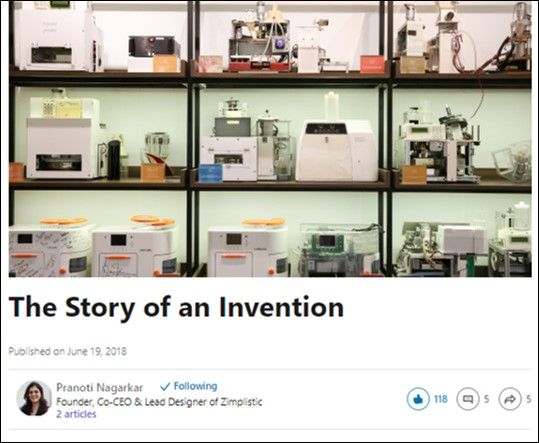 The Story of an Invention
Published on June 19, 2018
Pranoti Nagarkar Following
Founder, Co-CEO & Lead Designer of Zimplistic
2 articles
118 5 5